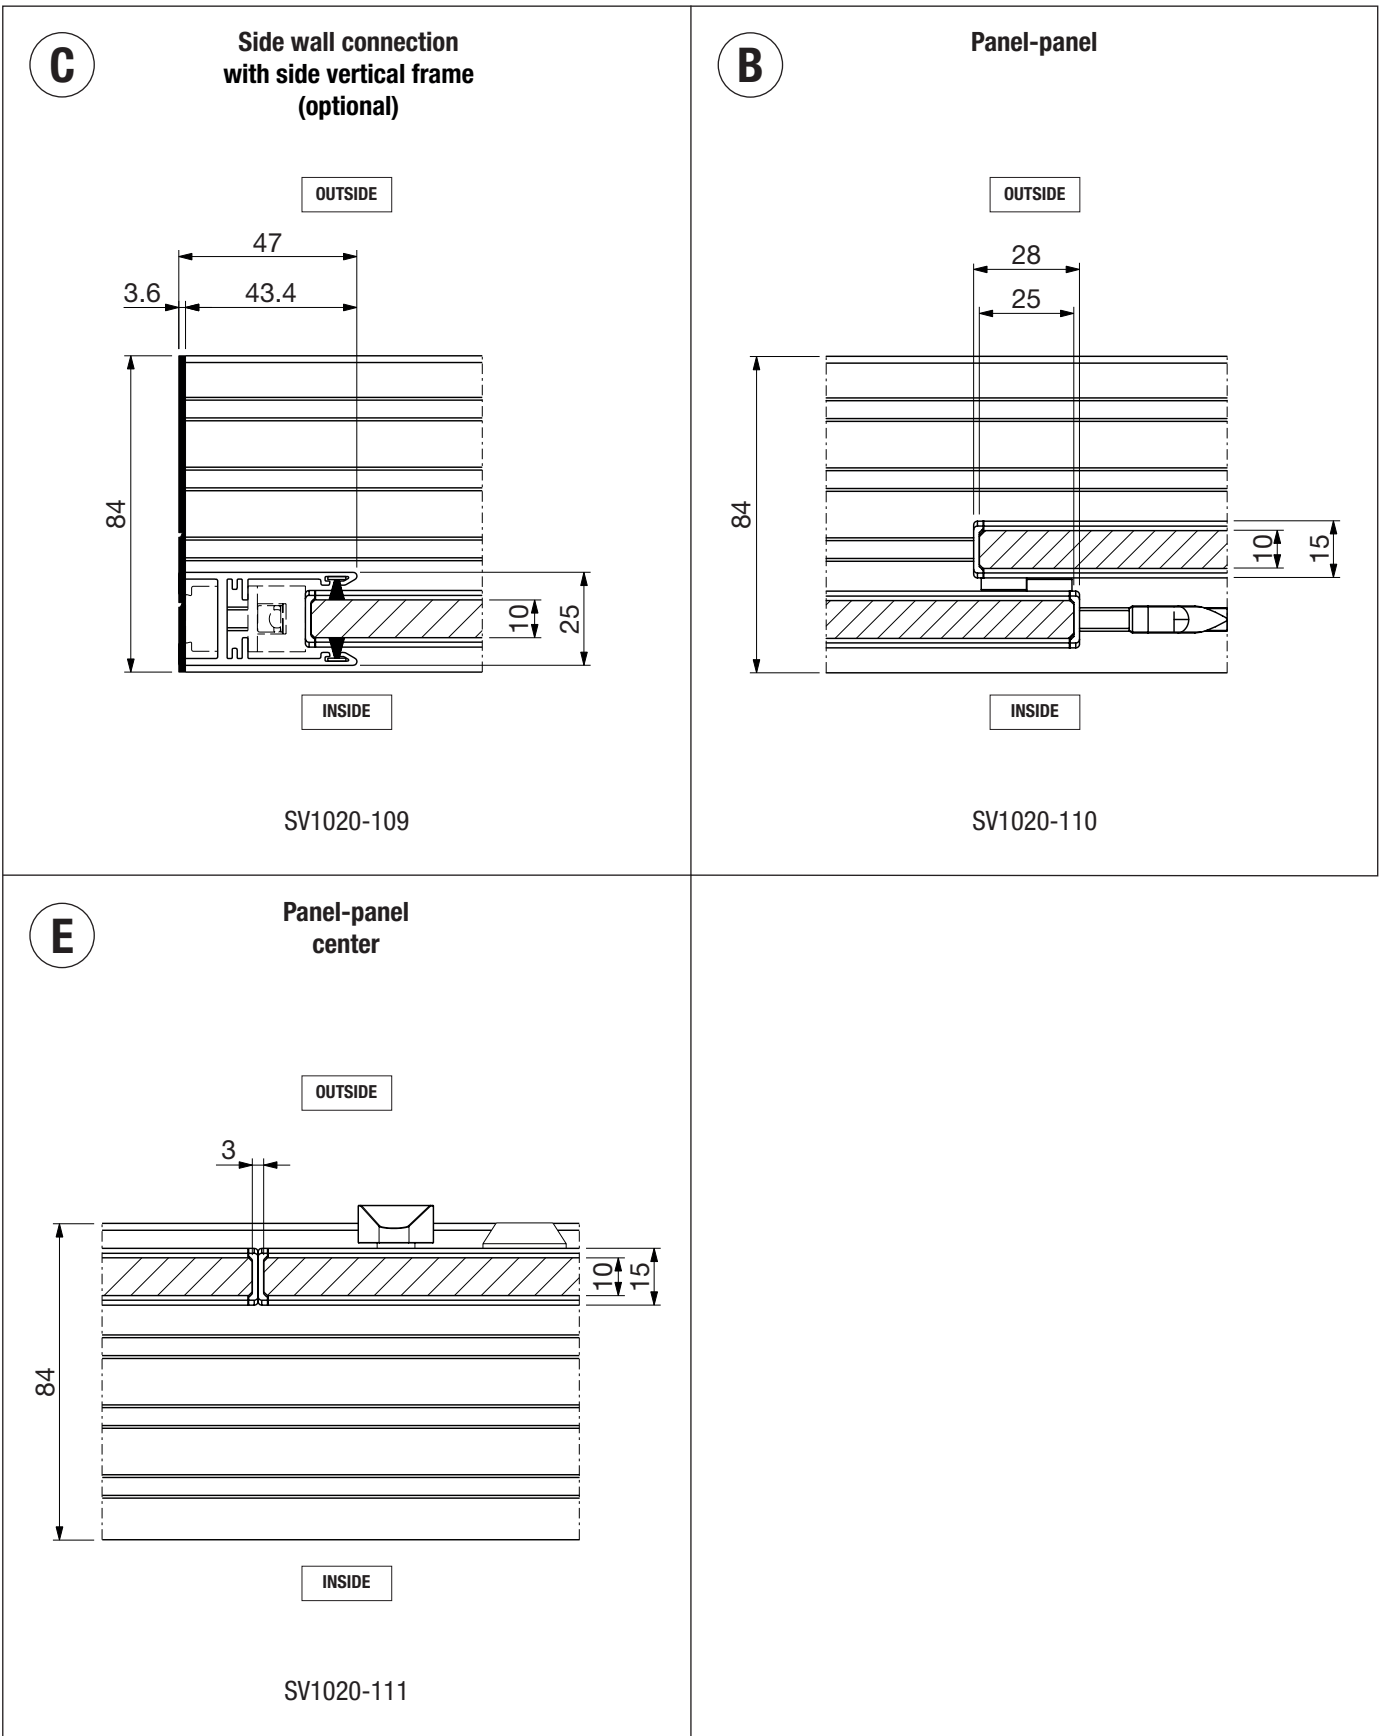 C
Side wall connection
with side vertical frame
(optional)
OUTSIDE
47
3.6
43.4
84
10
25
INSIDE
SV1020-109
B
Panel-panel
OUTSIDE
28
25
84
10
15
INSIDE
SV1020-110
E
Panel-panel
center
OUTSIDE
3
10
15
84
INSIDE
SV1020-111